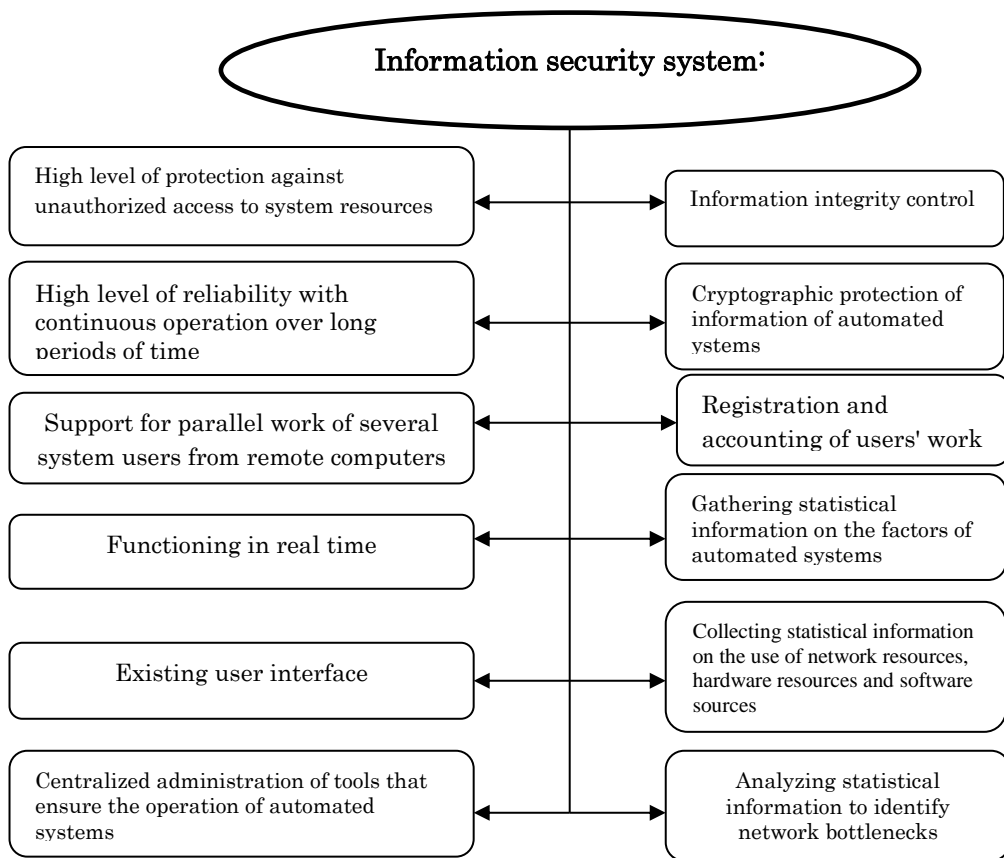 Information security system:
High level of protection against
unauthorized access to system resources
Information integrity control
High level of reliability with
continuous operation over long
periods of time
Cryptographic protection of
information of automated
ystems
Support for parallel work of several
system users from remote computers
Registration and
accounting of users' work
Functioning in real time
Gathering statistical
information on the factors of
automated systems
Existing user interface
Collecting statistical information
on the use of network resources,
hardware resources and software
sources
Centralized administration of tools that
ensure the operation of automated
systems
Analyzing statistical
information to identify
network bottlenecks